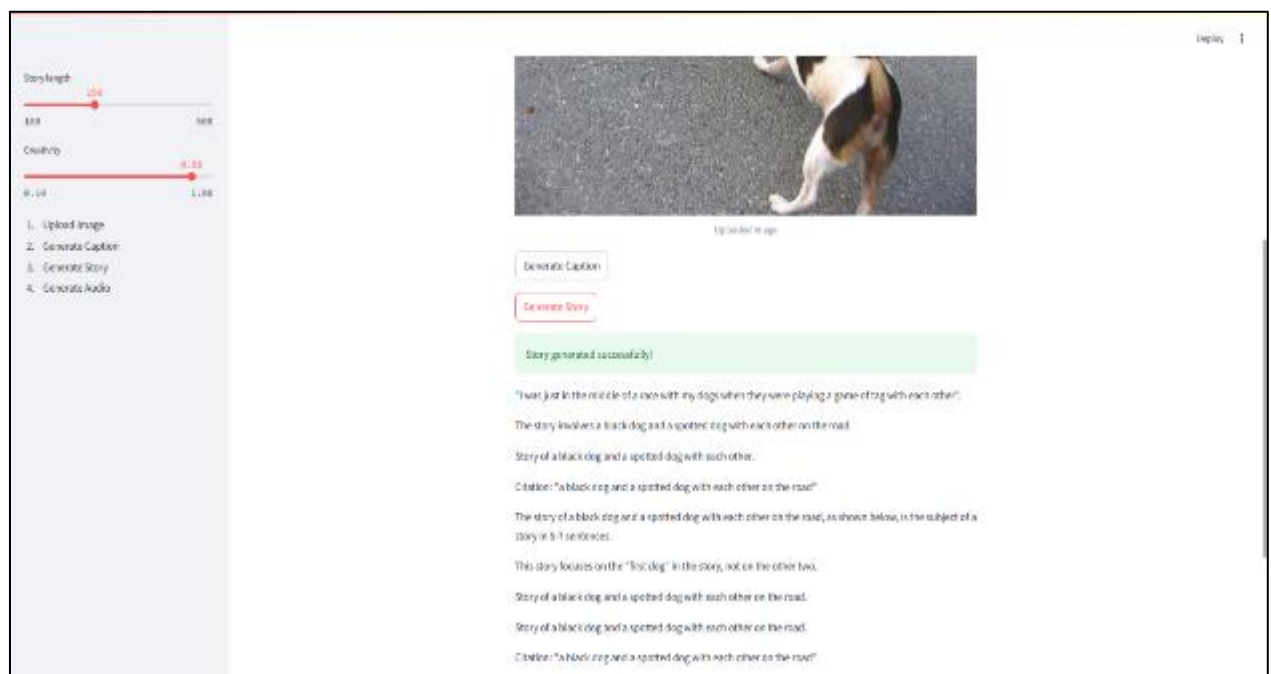 Deploy
Story length
250
100
500
Creativity
0.10
1.00
1. Upload Image
2. Generate Caption
3. Generate Story
4. Generate Audio
Uploaded Image
Generate Caption
Generate Story
Story generated successfully!
"I was just in the middle of a race with my dogs when they were playing a game of tag with each other".
The story involves a black dog and a spotted dog with each other on the road.
Story of a black dog and a spotted dog with each other.
Citation: "a black dog and a spotted dog with each other on the road"
The story of a black dog and a spotted dog with each other on the road, as shown below, is the subject of a
story in 5-7 sentences.
This story focuses on the "first dog" in the story, not on the other two.
Story of a black dog and a spotted dog with each other on the road.
Story of a black dog and a spotted dog with each other on the road.
Citation: "a black dog and a spotted dog with each other on the road"